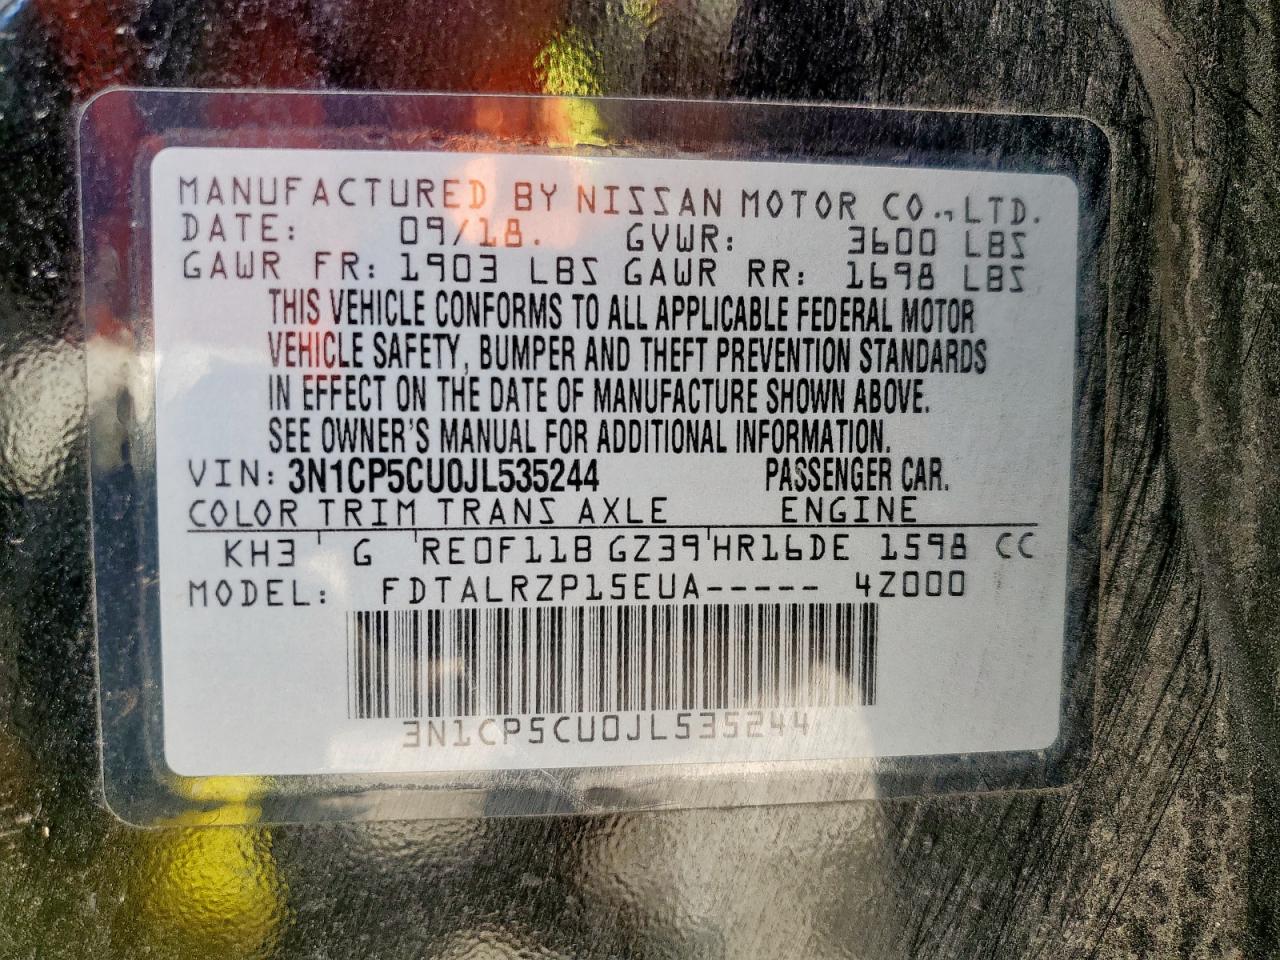 MANUFACTURED BY NISSAN MOTOR CO., LTD.
DATE: 09/18. GVWR: 3600 LBS
GAWR FR: 1903 LBS GAWR RR: 1698 LBS
THIS VEHICLE CONFORMS TO ALL APPLICABLE FEDERAL MOTOR
VEHICLE SAFETY, BUMPER AND THEFT PREVENTION STANDARDS
IN EFFECT ON THE DATE OF MANUFACTURE SHOWN ABOVE.
SEE OWNER'S MANUAL FOR ADDITIONAL INFORMATION.
VIN: 3N1CP5CU0JL535244 PASSENGER CAR.
COLOR TRIM TRANS AXLE ENGINE
KH3 ' G 'RE0F11B GZ39'HR16DE 1598 CC
MODEL: FDTALRZP15EUA----- 4Z000
3N1CP5CU0JL535244